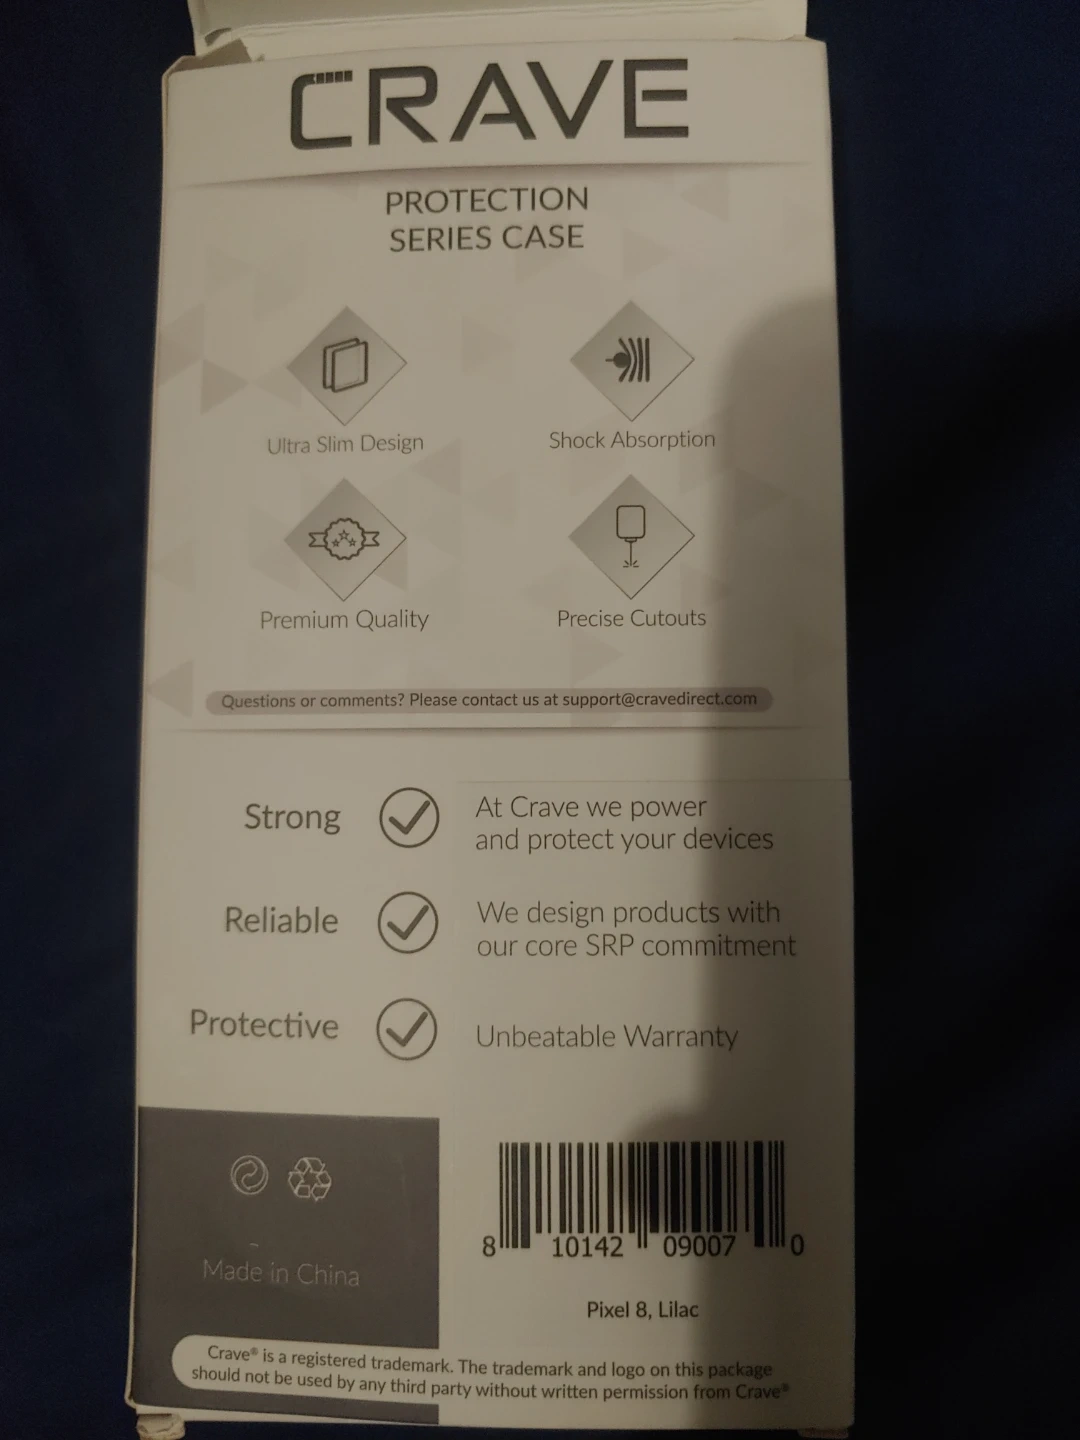 CRAVE
PROTECTION
SERIES CASE
Ultra Slim Design
Shock Absorption
Premium Quality
Precise Cutouts
Questions or comments? Please contact us at support@cravedirect.com
Strong
At Crave we power
and protect your devices
Reliable
We design products with
our core SRP commitment
Protective
Unbeatable Warranty
Made in China
8 10142 09007 0
Pixel 8, Lilac
Crave® is a registered trademark. The trademark and logo on this package
should not be used by any third party without written permission from Crave®